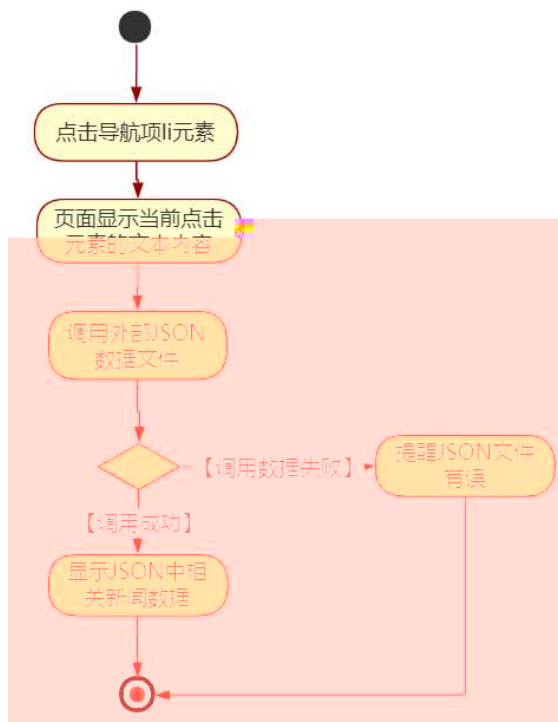 点击导航项li元素
页面显示当前点击
元素的文本内容
调用外部JSON
数据文件
【调用数据失败】
提醒JSON文件
有误
【调用成功】
显示JSON中相
关新闻数据